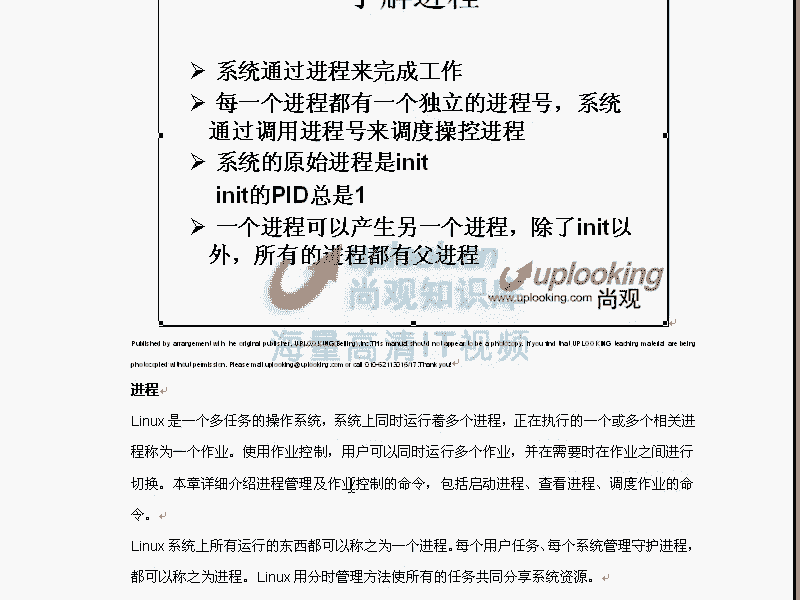 了解进程
➢ 系统通过进程来完成工作
➢ 每一个进程都有一个独立的进程号，系统
通过调用进程号来调度操控进程
➢ 系统的原始进程是init
init的PID总是1
➢ 一个进程可以产生另一个进程，除了init以
外，所有的进程都有父进程
uplooking
www.uplooking.com 尚观
uplooking
尚观知识库
海量高清IT视频
Published by arrangement with the original publisher, UPLOOKING Beijing,Inc.This manual should not appear to be a photocopy. If you find that UPLOOKING teaching material are being
photocopied without permission. Please mail uplooking@uplooking.com or call
进程
Linux 是一个多任务的操作系统，系统上同时运行着多个进程，正在执行的一个或多个相关进
程称为一个作业。使用作业控制，用户可以同时运行多个作业，并在需要时在作业之间进行
切换。本章详细介绍进程管理及作业控制的命令，包括启动进程、查看进程、调度作业的命
令。
Linux 系统上所有运行的东西都可以称之为一个进程。每个用户任务、每个系统管理守护进程，
都可以称之为进程。Linux 用分时管理方法使所有的任务共同分享系统资源。